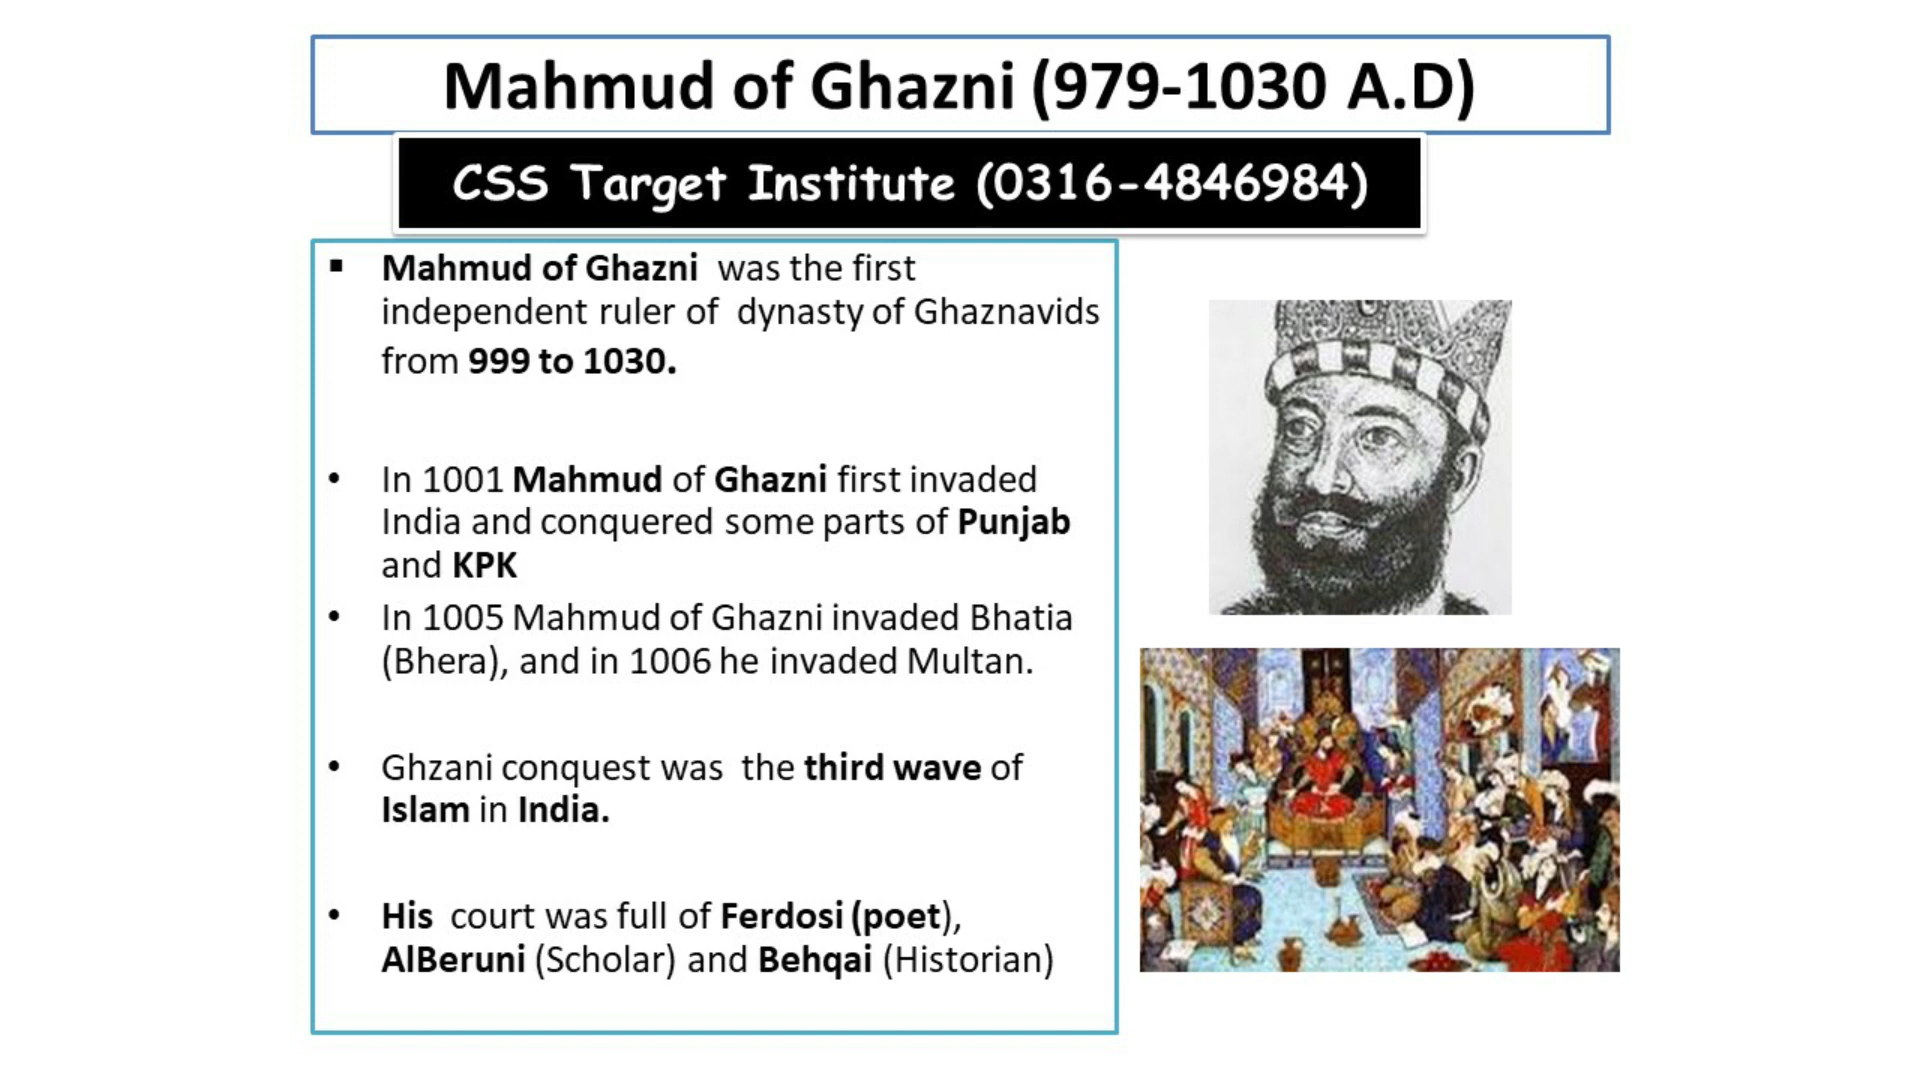 Mahmud of Ghazni (979-1030 A.D)
CSS Target Institute (0316-4846984)
▪ Mahmud of Ghazni was the first
independent ruler of dynasty of Ghaznavids
from 999 to 1030.
• In 1001 Mahmud of Ghazni first invaded
India and conquered some parts of Punjab
and KPK
• In 1005 Mahmud of Ghazni invaded Bhatia
(Bhera), and in 1006 he invaded Multan.
• Ghzani conquest was the third wave of
Islam in India.
• His court was full of Ferdosi (poet),
AlBeruni (Scholar) and Behqai (Historian)